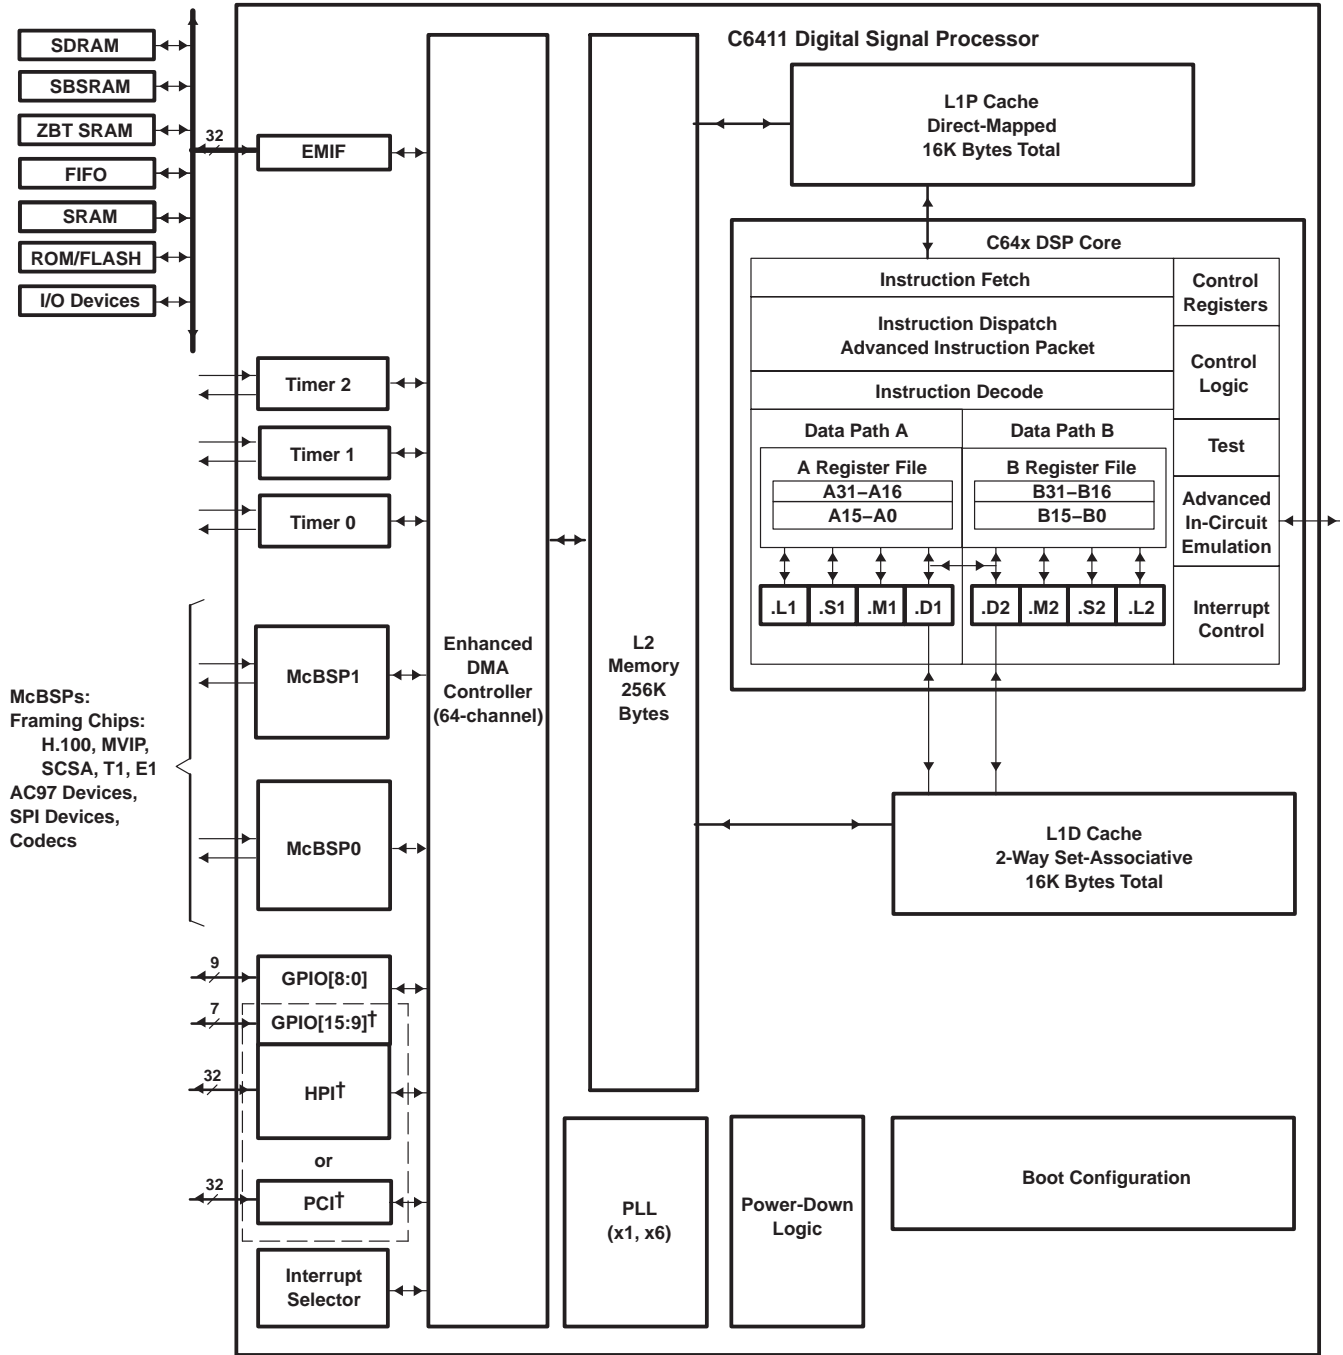 C6411 Digital Signal Processor
SDRAM
SBSRAM
ZBT SRAM
FIFO
SRAM
ROM/FLASH
I/O Devices
32
EMIF
Timer 2
Timer 1
Timer 0
McBSPs:
Framing Chips:
H.100, MVIP,
SCSA, T1, E1
AC97 Devices,
SPI Devices,
Codecs
McBSP1
McBSP0
9
GPIO[8:0]
7
GPIO[15:9]†
32
HPI†
or
32
PCI†
Interrupt
Selector
Enhanced
DMA
Controller
(64-channel)
L2
Memory
256K
Bytes
L1P Cache
Direct-Mapped
16K Bytes Total
C64x DSP Core
Instruction Fetch
Instruction Dispatch
Advanced Instruction Packet
Instruction Decode
Data Path A
Data Path B
A Register File
B Register File
A31–A16
B31–B16
A15–A0
B15–B0
.L1
.S1
.M1
.D1
.D2
.M2
.S2
.L2
Control
Registers
Control
Logic
Test
Advanced
In-Circuit
Emulation
Interrupt
Control
L1D Cache
2-Way Set-Associative
16K Bytes Total
PLL
(x1, x6)
Power-Down
Logic
Boot Configuration